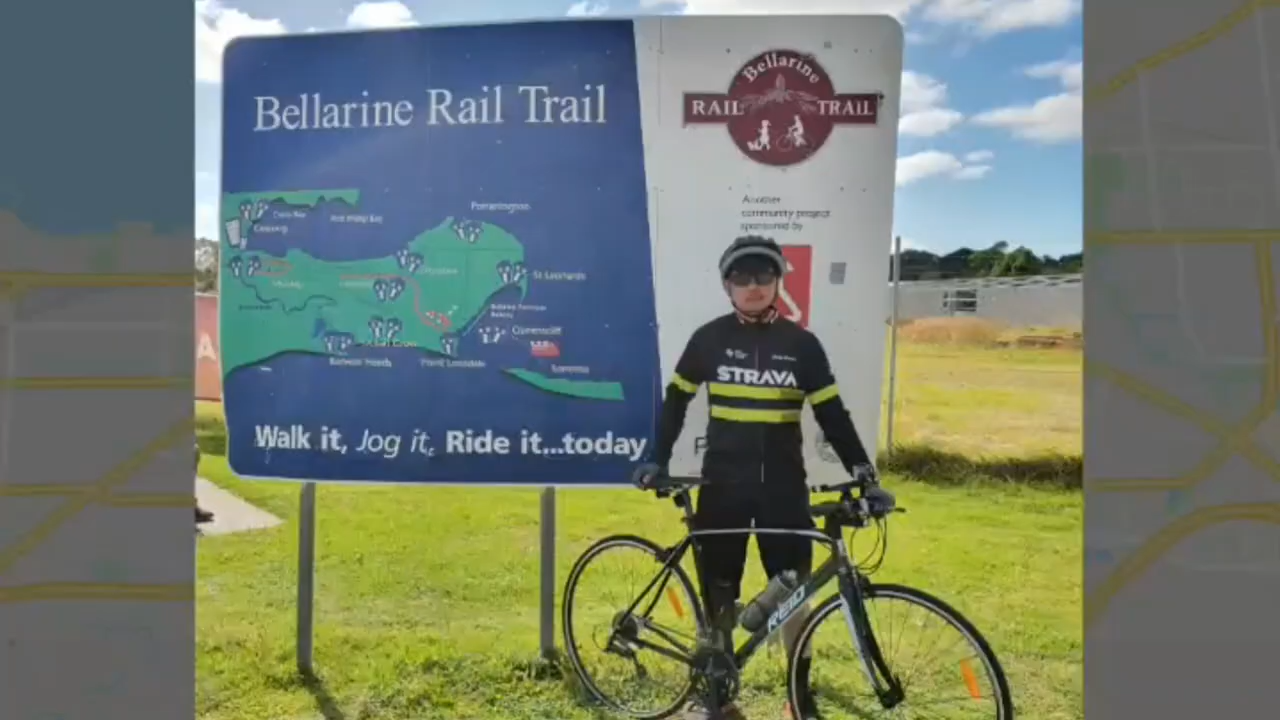 Bellarine Rail Trail
Bellarine
RAIL TRAIL
Another
community project
sponsored by
Portarlington
St Leonards
Queenscliff
Barwon Heads
Point Lonsdale
Sorrento
Walk it, Jog it, Ride it...today
STRAVA
REID
A